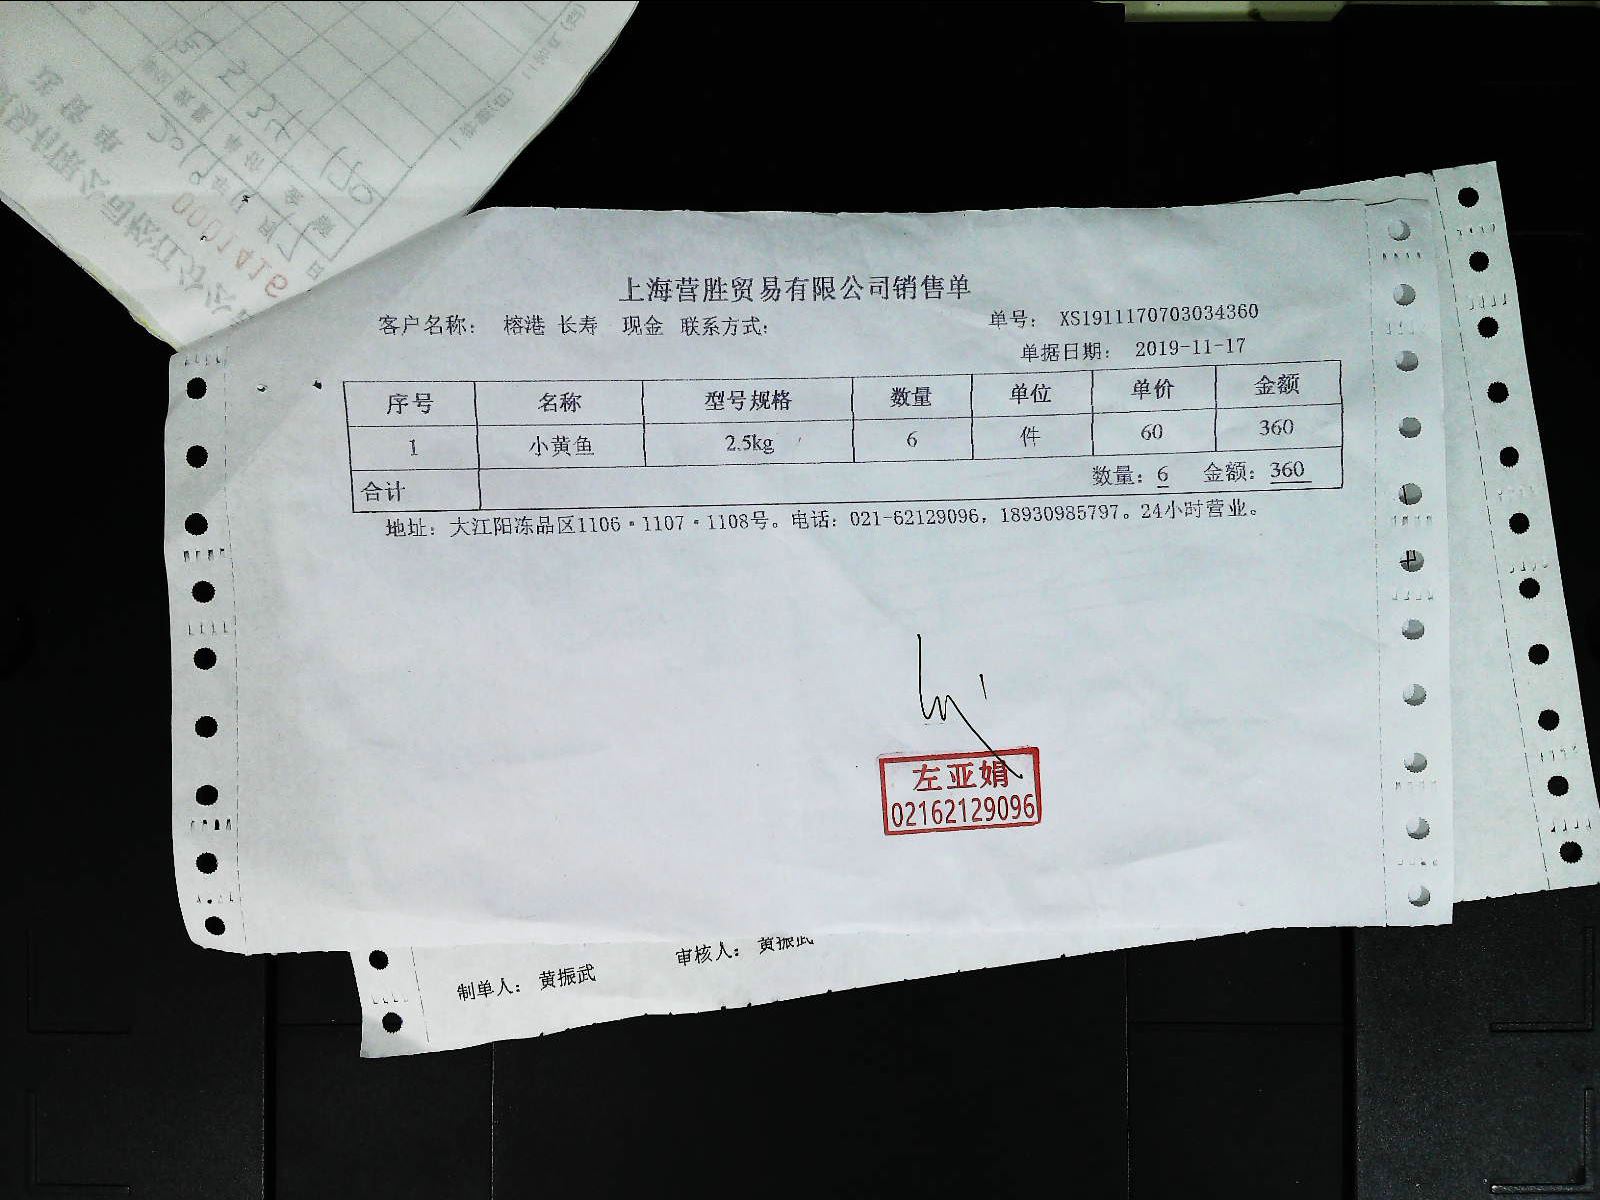 上海营胜贸易有限公司销售单
客户名称： 榕港 长寿 现金 联系方式： 单号： XS1911170703034360
单据日期： 2019-11-17
序号 名称 型号规格 数量 单位 单价 金额
1 小黄鱼 2.5kg 6 件 60 360
合计 数量：6 金额：360
地址：大江阳冻品区1106·1107·1108号。电话：021-62129096，18930985797。24小时营业。
左亚娟
02162129096
制单人： 黄振武 审核人： 黄振武